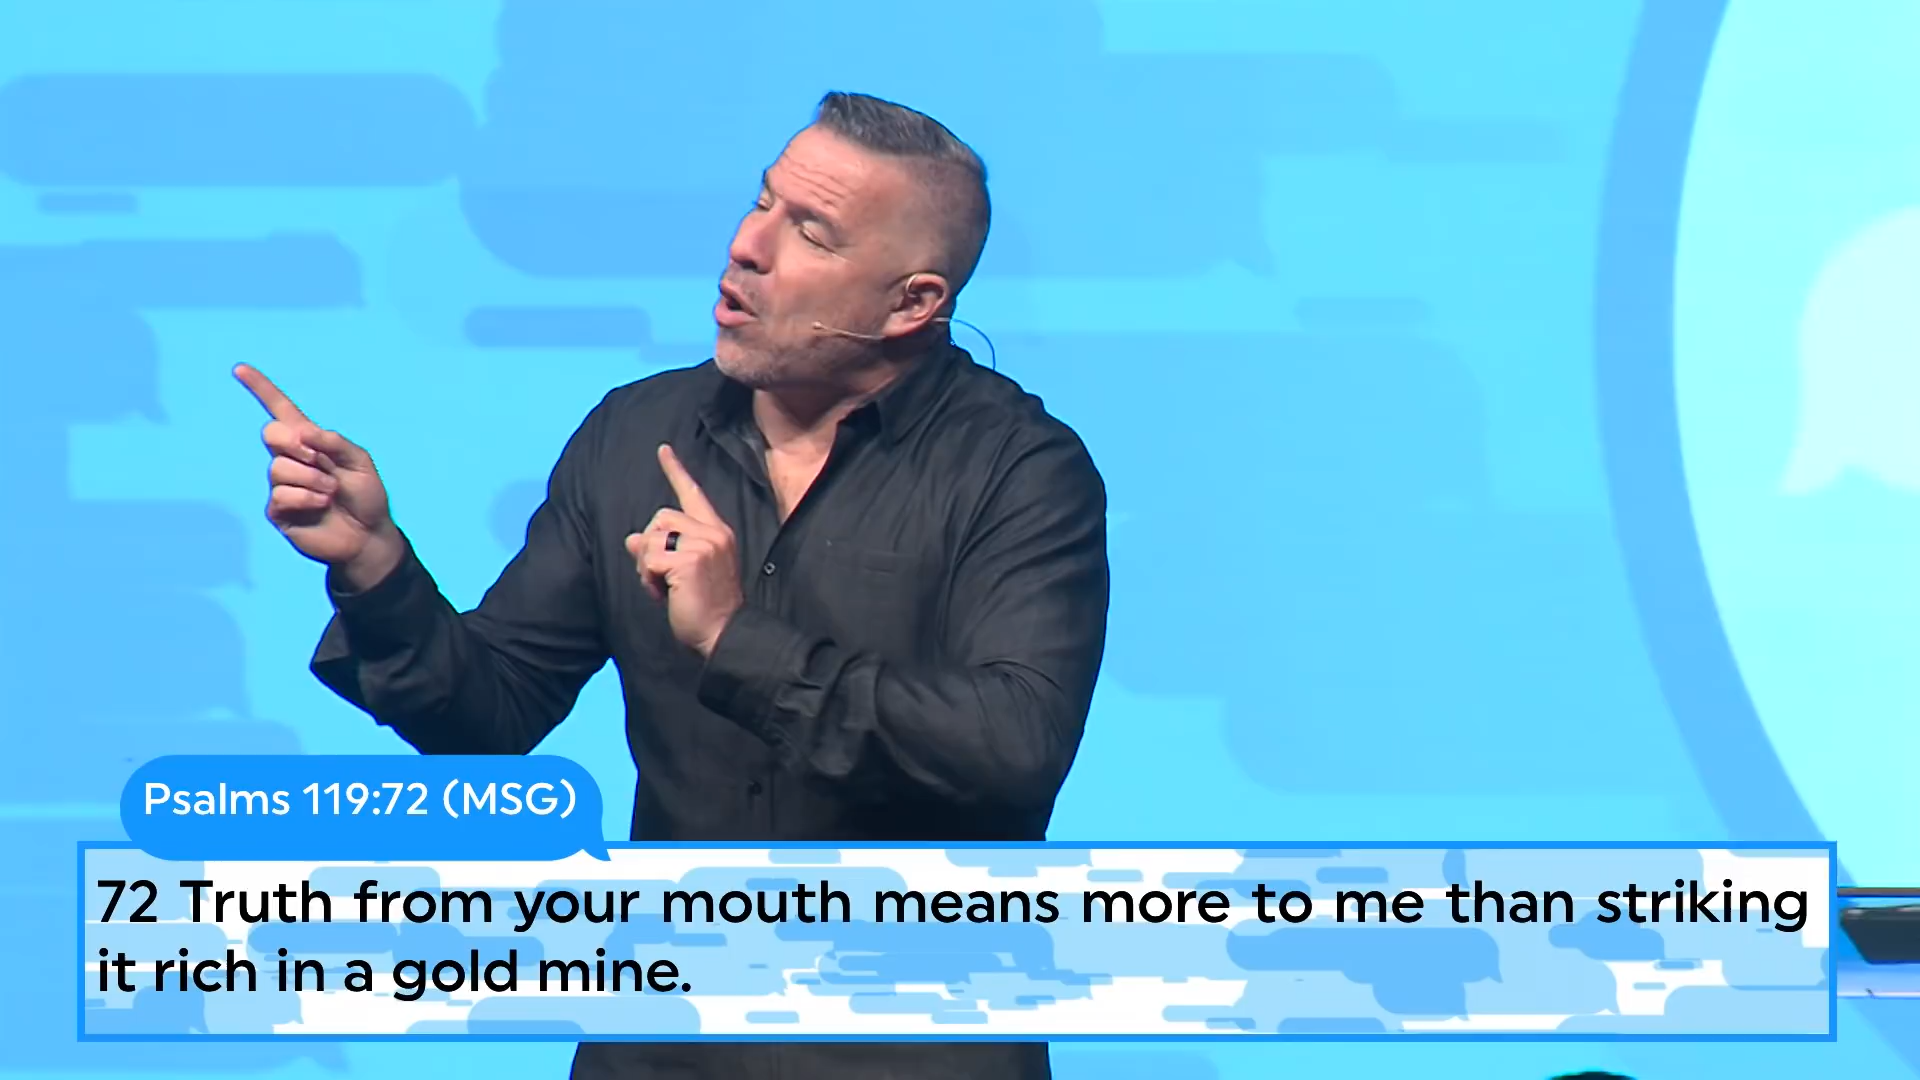 Psalms 119:72 (MSG)
72 Truth from your mouth means more to me than striking
it rich in a gold mine.